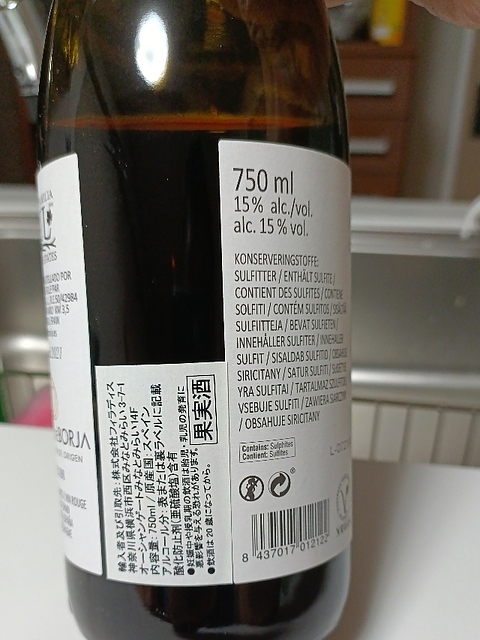 750 ml
15% alc./vol.
alc. 15% vol.
KONSERVERINGSTOFFE:
SULFITTER / ENTHÄLT SULFITE /
CONTIENT DES SULFITES / CONTIENE
SOLFITI / CONTÉM SULFITOS /
SULFIITTEJA / BEVAT SULFIETEN /
INNEHÅLLER SULFITER /
SULFIT / SISALDAB SULFITID /
SIRICITANY / SATUR SULFITI /
YRA SULFITAI / TARTALMAZ
VSEBUJE SULFITI / ZAWIERA
/ OBSAHUJE SIRICITANY
Contains: Sulphites
Content: Sulfites
8 437017 012122
BORJA
ORIGEN
ROUGE
輸入者及び引取先：株式会社フィラディス
神奈川県横浜市西区みなとみらい3-7-1
オーシャンゲートみなとみらい14F
内容量：750ml / 原産国：スペイン
アルコール分：表または裏ラベルに記載
酸化防止剤(亜硫酸塩)含有
果実酒
●妊娠中や授乳期の飲酒は胎児・乳児の発育に
悪影響を与える恐れがあります。
●飲酒は20歳になってから。